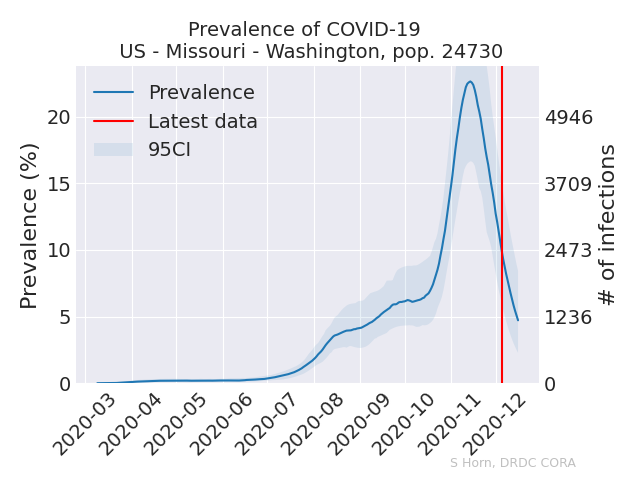 Prevalence of COVID-19
US - Missouri - Washington, pop. 24730
Prevalence
Latest data
95CI
Prevalence (%)
20
15
10
5
0
4946
3709
2473
1236
0
# of infections
2020-03
2020-04
2020-05
2020-06
2020-07
2020-08
2020-09
2020-10
2020-11
2020-12
S Horn, DRDC CORA